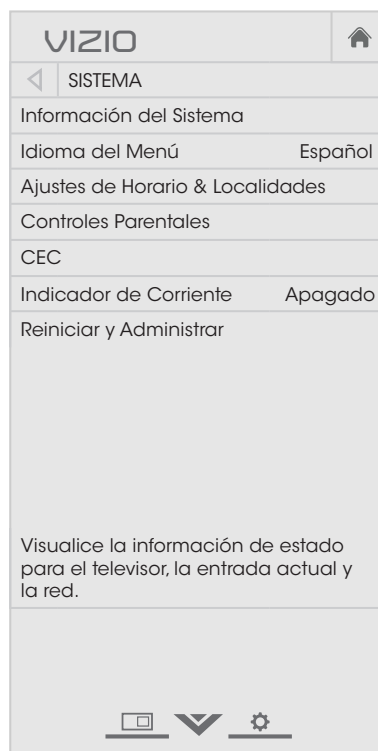 VIZIO
SISTEMA
Información del Sistema
Idioma del Menú Español
Ajustes de Horario & Localidades
Controles Parentales
CEC
Indicador de Corriente Apagado
Reiniciar y Administrar
Visualice la información de estado
para el televisor, la entrada actual y
la red.